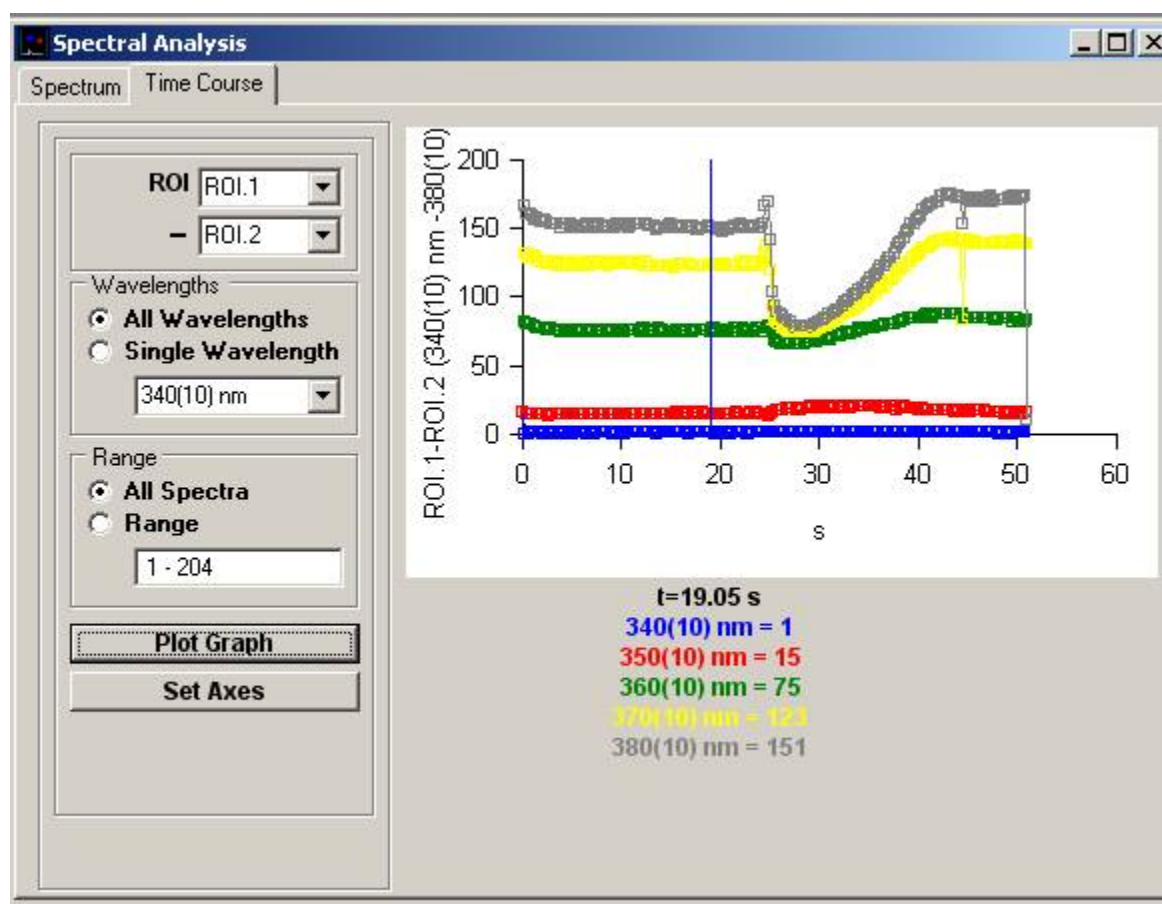 Spectral Analysis
Spectrum
Time Course
ROI
ROI.1
–
ROI.2
Wavelengths
All Wavelengths
Single Wavelength
340(10) nm
Range
All Spectra
Range
1 - 204
Plot Graph
Set Axes
ROI.1-ROI.2 (340(10) nm -380(10)
200
150
100
50
0
0 10 20 30 40 50 60
s
t=19.05 s
340(10) nm = 1
350(10) nm = 15
360(10) nm = 75
370(10) nm = 123
380(10) nm = 151